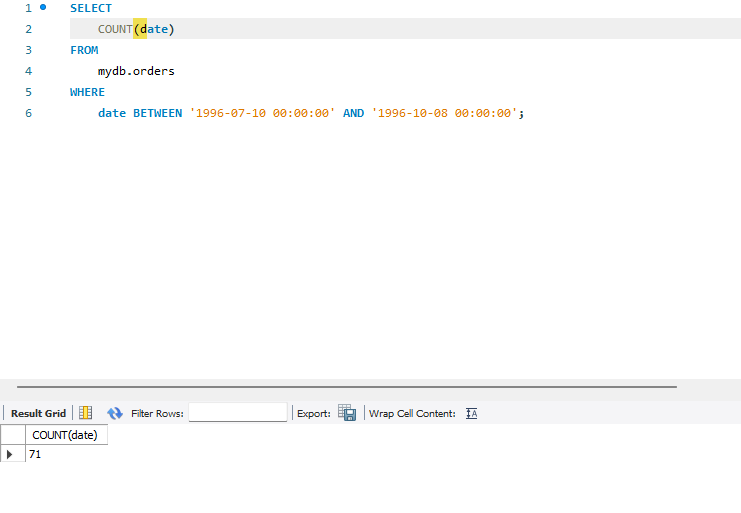 1 SELECT
2 COUNT(date)
3 FROM
4 mydb.orders
5 WHERE
6 date BETWEEN '1996-07-10 00:00:00' AND '1996-10-08 00:00:00';
Result Grid Filter Rows: Export: Wrap Cell Content: IA
COUNT(date)
71